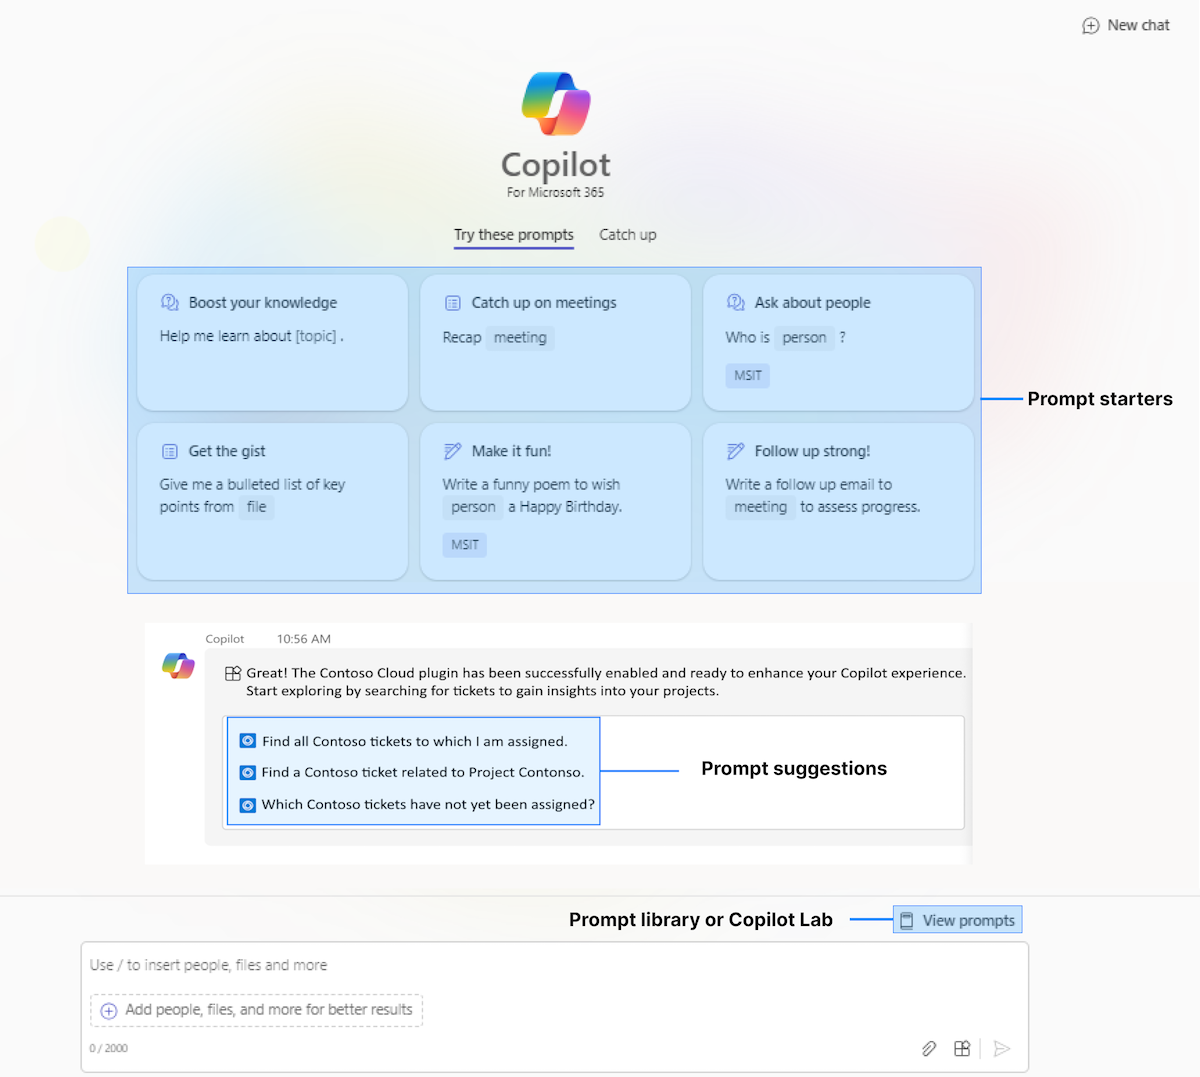 New chat
Copilot
For Microsoft 365
Try these prompts Catch up
Boost your knowledge
Help me learn about [topic] .
Catch up on meetings
Recap meeting
Ask about people
Who is person ?
MSIT
Prompt starters
Get the gist
Give me a bulleted list of key
points from file
Make it fun!
Write a funny poem to wish
person a Happy Birthday.
MSIT
Follow up strong!
Write a follow up email to
meeting to assess progress.
Copilot 10:56 AM
Great! The Contoso Cloud plugin has been successfully enabled and ready to enhance your Copilot experience.
Start exploring by searching for tickets to gain insights into your projects.
Find all Contoso tickets to which I am assigned.
Find a Contoso ticket related to Project Contonso.
Which Contoso tickets have not yet been assigned?
Prompt suggestions
Prompt library or Copilot Lab
View prompts
Use / to insert people, files and more
Add people, files, and more for better results
0 / 2000